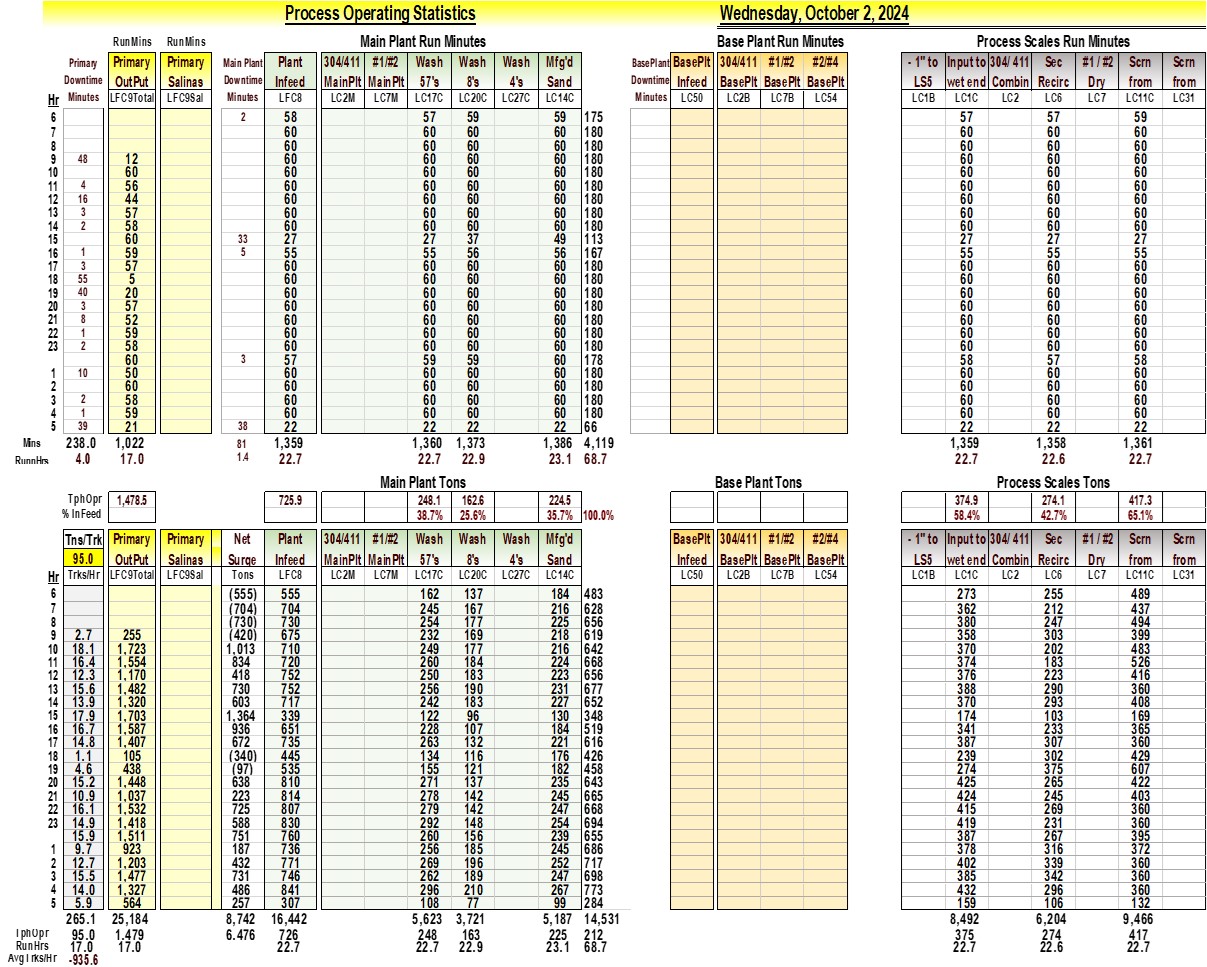 Process Operating Statistics Wednesday, October 2, 2024
RunMins RunMins Main Plant Run Minutes Base Plant Run Minutes Process Scales Run Minutes
Primary Primary Primary Main Plant Plant 304/411 #1/#2 Wash Wash Wash Mfg'd BasePlant BasePlt 304/411 #1/#2 #2/#4 - 1" to Input to 304/ 411 Sec #1 / #2 Scrn Scrn
Downtime OutPut Salinas Downtime Infeed MainPlt MainPlt 57's 8's 4's Sand Downtime Infeed BasePlt BasePlt BasePlt LS5 wet end Combin Recirc Dry from from
Hr Minutes LFC9Total LFC9Sal Minutes LFC8 LC2M LC7M LC17C LC20C LC27C LC14C Minutes LC50 LC2B LC7B LC54 LC1B LC1C LC2 LC6 LC7 LC11C LC31
6 2 58 57 59 59 175 57 57 59
7 60 60 60 60 180 60 60 60
8 60 60 60 60 180 60 60 60
9 48 12 60 60 60 60 180 60 60 60
10 60 60 60 60 60 180 60 60 60
11 4 56 60 60 60 60 180 60 60 60
12 16 44 60 60 60 60 180 60 60 60
13 3 57 60 60 60 60 180 60 60 60
14 2 58 60 60 60 60 180 60 60 60
15 60 33 27 27 37 49 113 27 27 27
16 1 59 5 55 55 56 56 167 55 55 55
17 3 57 60 60 60 60 180 60 60 60
18 55 5 60 60 60 60 180 60 60 60
19 40 20 60 60 60 60 180 60 60 60
20 3 57 60 60 60 60 180 60 60 60
21 8 52 60 60 60 60 180 60 60 60
22 1 59 60 60 60 60 180 60 60 60
23 2 58 60 60 60 60 180 60 60 60
60 3 57 59 59 60 178 58 57 58
1 10 50 60 60 60 60 180 60 60 60
2 60 60 60 60 60 180 60 60 60
3 2 58 60 60 60 60 180 60 60 60
4 1 59 60 60 60 60 180 60 60 60
5 39 21 38 22 22 22 22 66 22 22 22
Mins 238.0 1,022 81 1,359 1,360 1,373 1,386 4,119 1,359 1,358 1,361
RunnHrs 4.0 17.0 1.4 22.7 22.7 22.9 23.1 68.7 22.7 22.6 22.7
Main Plant Tons Base Plant Tons Process Scales Tons
TphOpr 1,478.5 725.9 248.1 162.6 224.5 374.9 274.1 417.3
% InFeed 38.7% 25.6% 35.7% 100.0% 58.4% 42.7% 65.1%
Tns/Trk Primary Primary Net Plant 304/411 #1/#2 Wash Wash Wash Mfg'd BasePlt 304/411 #1/#2 #2/#4 - 1" to Input to 304/ 411 Sec #1 / #2 Scrn Scrn
95.0 OutPut Salinas Surge Infeed MainPlt MainPlt 57's 8's 4's Sand Infeed BasePlt BasePlt BasePlt LS5 wet end Combin Recirc Dry from from
Hr Trks/Hr LFC9Total LFC9Sal Tons LFC8 LC2M LC7M LC17C LC20C LC27C LC14C LC50 LC2B LC7B LC54 LC1B LC1C LC2 LC6 LC7 LC11C LC31
6 (555) 555 162 137 184 483 273 255 489
7 (704) 704 245 167 216 628 362 212 437
8 (730) 730 254 177 225 656 380 247 494
9 2.7 255 (420) 675 232 169 218 619 358 303 399
10 18.1 1,723 1,013 710 249 177 216 642 370 202 483
11 16.4 1,554 834 720 260 184 224 668 374 183 526
12 12.3 1,170 418 752 250 183 223 656 376 223 416
13 15.6 1,482 730 752 256 190 231 677 388 290 360
14 13.9 1,320 603 717 242 183 227 652 370 293 408
15 17.9 1,703 1,364 339 122 96 130 348 174 103 169
16 16.7 1,587 936 651 228 107 184 519 341 233 365
17 14.8 1,407 672 735 263 132 221 616 387 307 360
18 1.1 105 (340) 445 134 116 176 426 239 302 429
19 4.6 438 (97) 535 155 121 182 458 274 375 607
20 15.2 1,448 638 810 271 137 235 643 425 265 422
21 10.9 1,037 223 814 278 142 245 665 424 245 403
22 16.1 1,532 725 807 279 142 247 668 415 269 360
23 14.9 1,418 588 830 292 148 254 694 419 231 360
15.9 1,511 751 760 260 156 239 655 387 267 395
1 9.7 923 187 736 256 185 245 686 378 316 372
2 12.7 1,203 432 771 269 196 252 717 402 339 360
3 15.5 1,477 731 746 262 189 247 698 385 342 360
4 14.0 1,327 486 841 296 210 267 773 432 296 360
5 5.9 564 257 307 108 77 99 284 159 106 132
265.1 25,184 8,742 16,442 5,623 3,721 5,187 14,531 8,492 6,204 9,466
TphOpr 95.0 1,479 6,476 726 248 163 225 212 375 274 417
RunHrs 17.0 17.0 22.7 22.7 22.9 23.1 68.7 22.7 22.6 22.7
Avg Trks/Hr -935.6